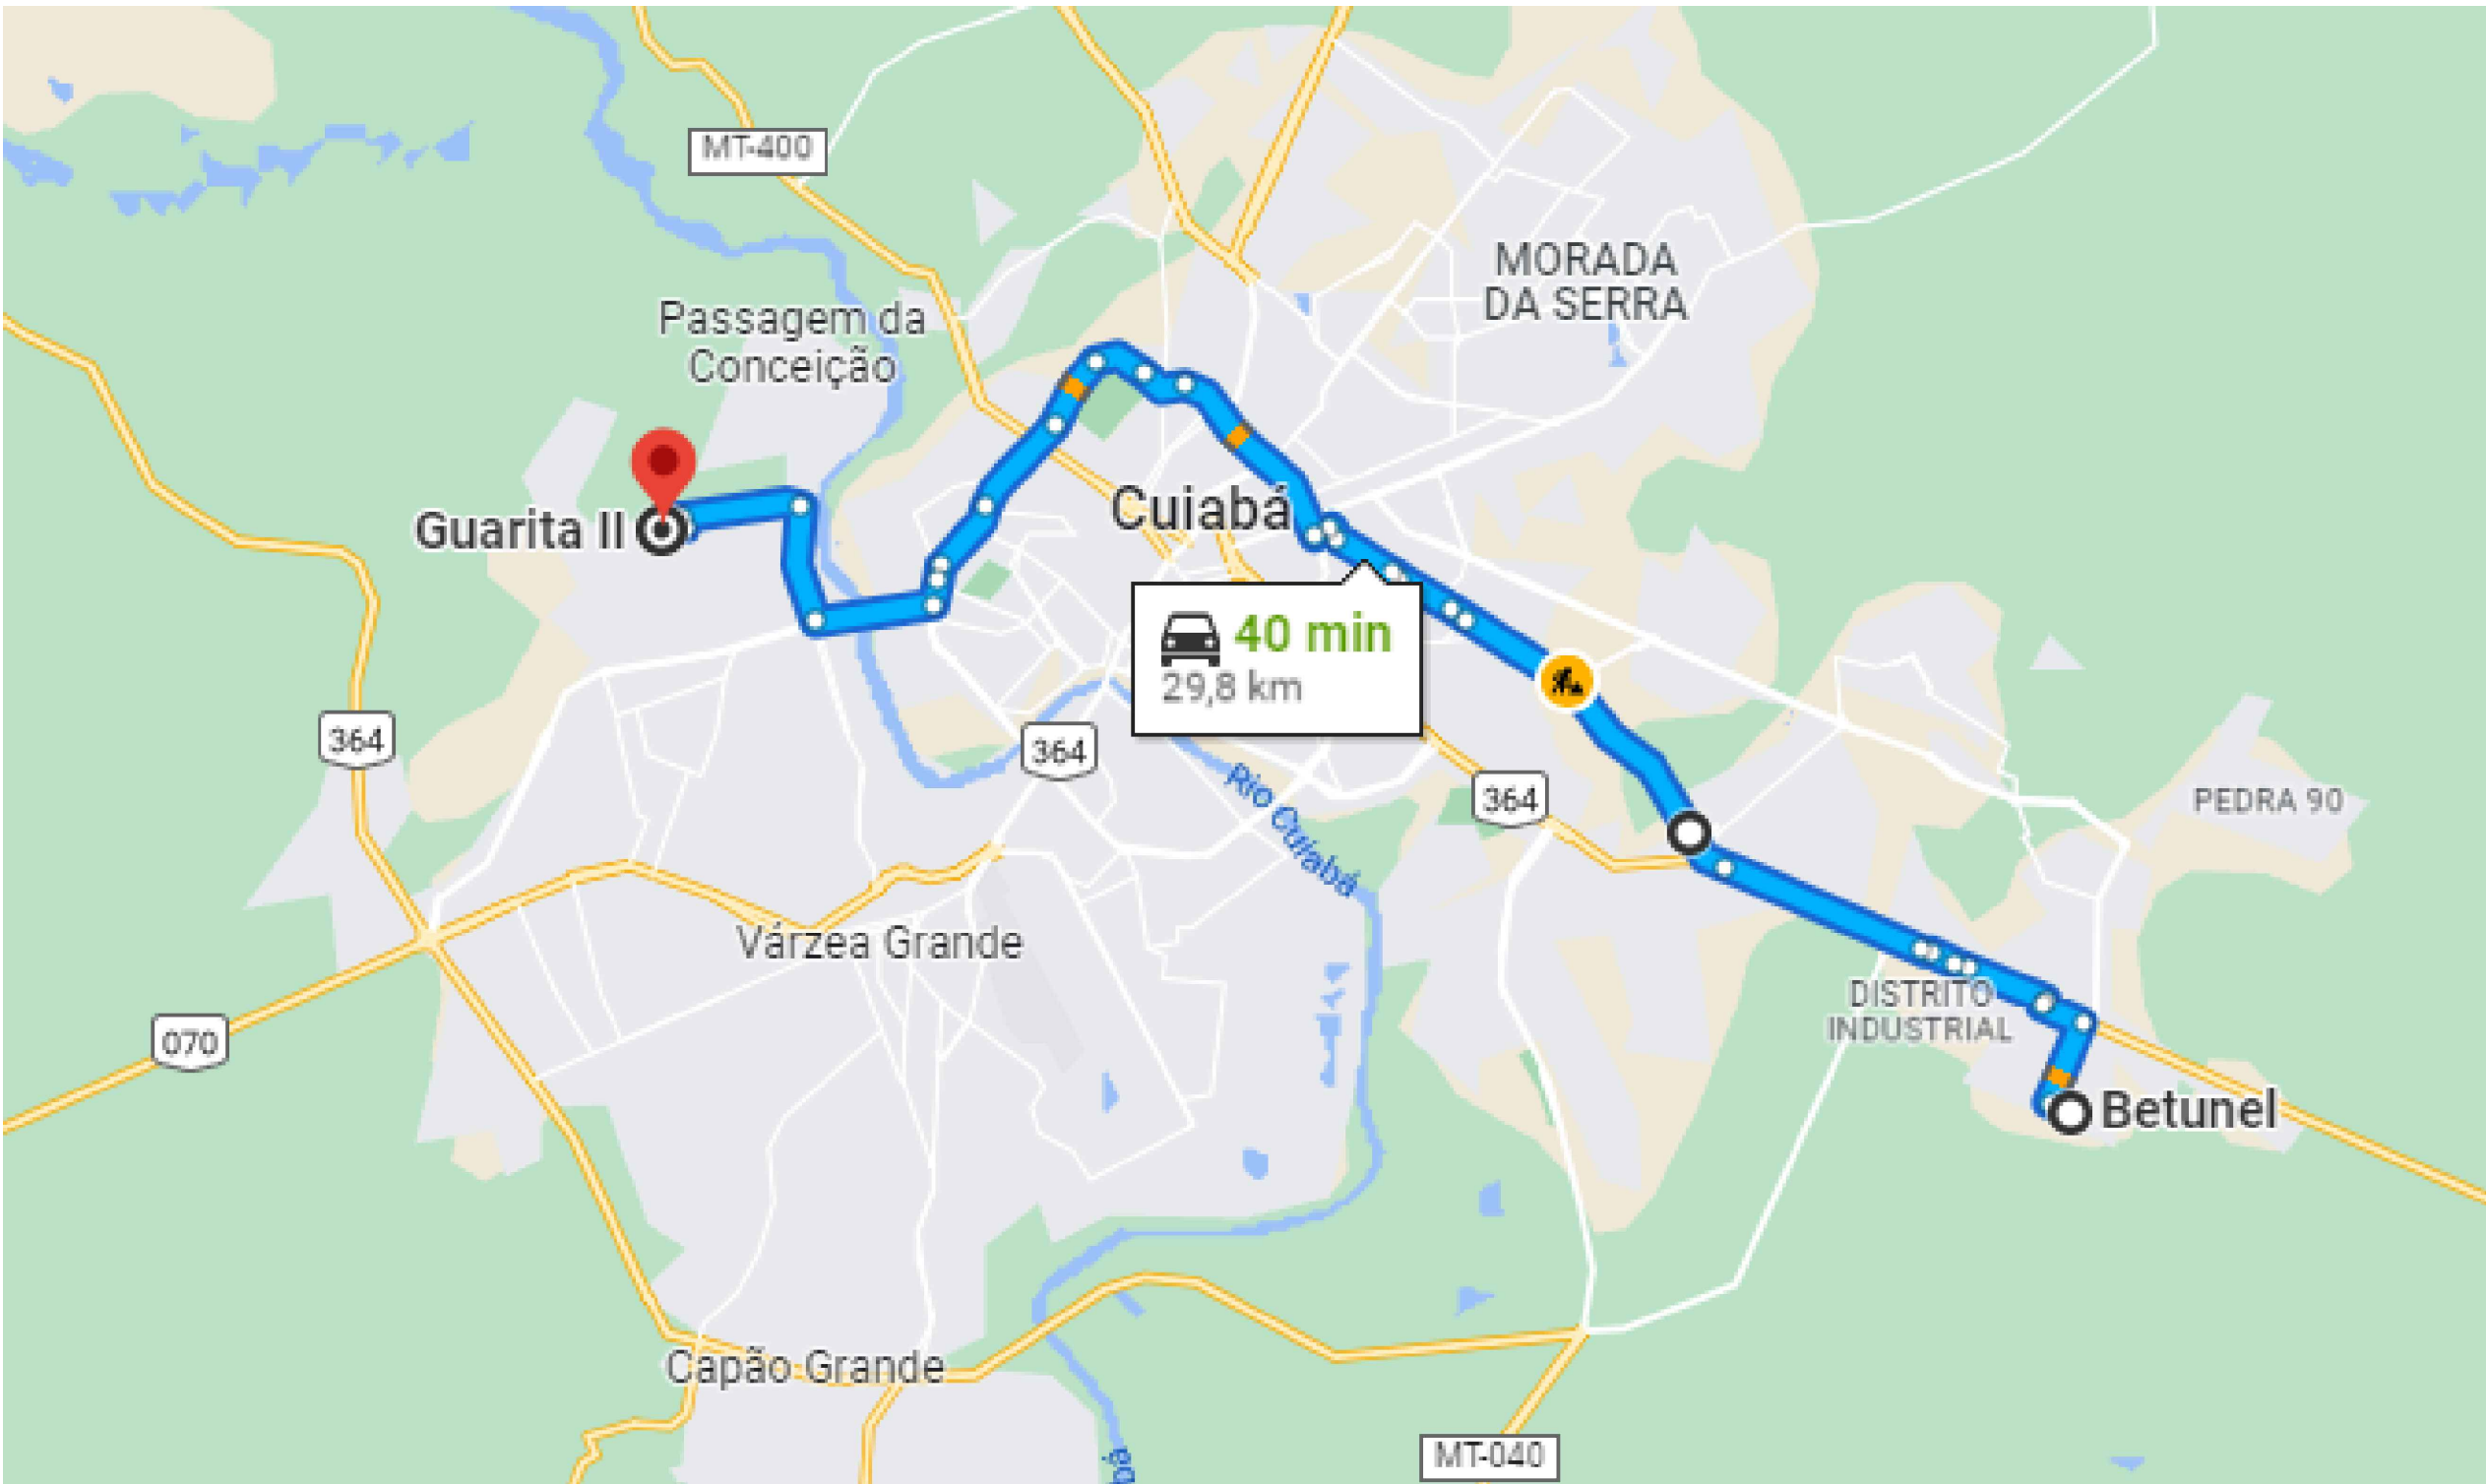 MT-400
MORADA
DA SERRA
Passagem da
Conceição
Cuiabá
Guarita II
40 min
29,8 km
364
364
364
Rio Cuiabá
PEDRA 90
Várzea Grande
DISTRITO
INDUSTRIAL
070
Betunel
Capão Grande
MT-040